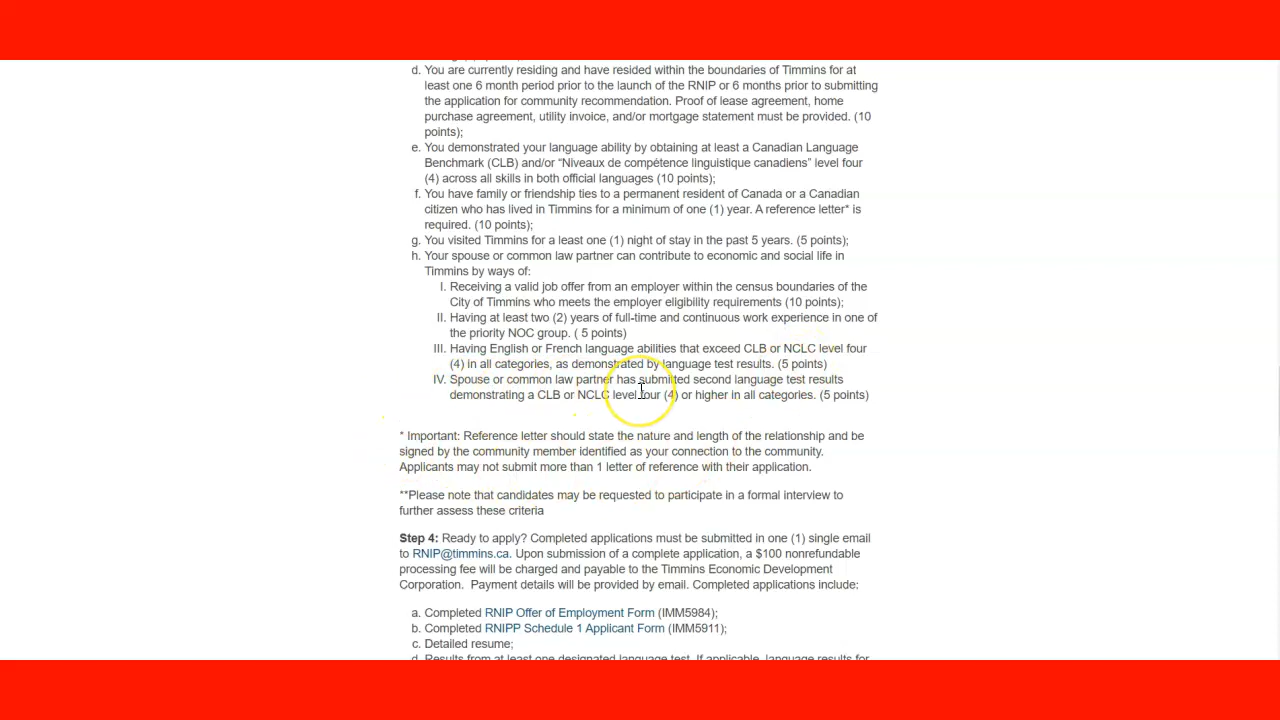 d. You are currently residing and have resided within the boundaries of Timmins for at
least one 6 month period prior to the launch of the RNIP or 6 months prior to submitting
the application for community recommendation. Proof of lease agreement, home
purchase agreement, utility invoice, and/or mortgage statement must be provided. (10
points);
e. You demonstrated your language ability by obtaining at least a Canadian Language
Benchmark (CLB) and/or “Niveaux de compétence linguistique canadiens” level four
(4) across all skills in both official languages (10 points);
f. You have family or friendship ties to a permanent resident of Canada or a Canadian
citizen who has lived in Timmins for a minimum of one (1) year. A reference letter* is
required. (10 points);
g. You visited Timmins for a least one (1) night of stay in the past 5 years. (5 points);
h. Your spouse or common law partner can contribute to economic and social life in
Timmins by ways of:
I. Receiving a valid job offer from an employer within the census boundaries of the
City of Timmins who meets the employer eligibility requirements (10 points);
II. Having at least two (2) years of full-time and continuous work experience in one of
the priority NOC group. ( 5 points)
III. Having English or French language abilities that exceed CLB or NCLC level four
(4) in all categories, as demonstrated by language test results. (5 points)
IV. Spouse or common law partner has submitted second language test results
demonstrating a CLB or NCLC level four (4) or higher in all categories. (5 points)
* Important: Reference letter should state the nature and length of the relationship and be
signed by the community member identified as your connection to the community.
Applicants may not submit more than 1 letter of reference with their application.
**Please note that candidates may be requested to participate in a formal interview to
further assess these criteria
Step 4: Ready to apply? Completed applications must be submitted in one (1) single email
to RNIP@timmins.ca. Upon submission of a complete application, a $100 nonrefundable
processing fee will be charged and payable to the Timmins Economic Development
Corporation.  Payment details will be provided by email. Completed applications include:
a. Completed RNIP Offer of Employment Form (IMM5984);
b. Completed RNIPP Schedule 1 Applicant Form (IMM5911);
c. Detailed resume;
d. Results from at least one designated language test. If applicable, language results for